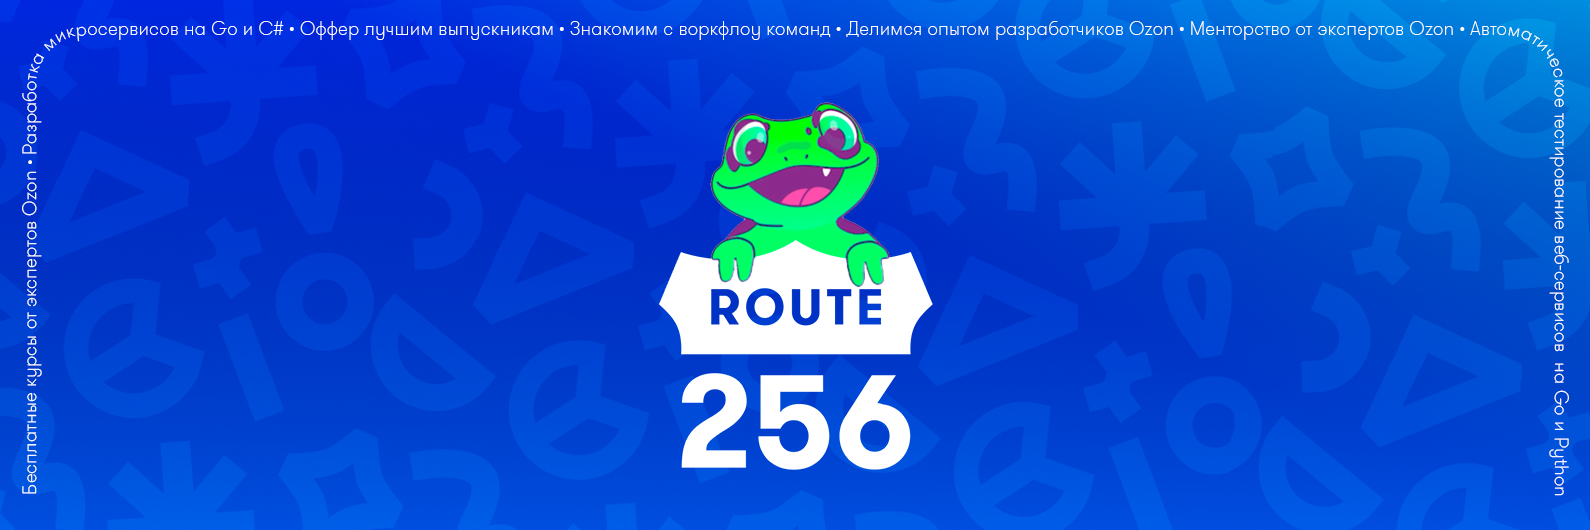 Бесплатные курсы от экспертов Ozon • Разработка микросервисов на Go и C# • Оффер лучшим выпускникам • Знакомим с воркфлоу команд • Делимся опытом разработчиков Ozon • Менторство от экспертов Ozon • Автоматическое тестирование веб-сервисов на Go и Python
ROUTE
256